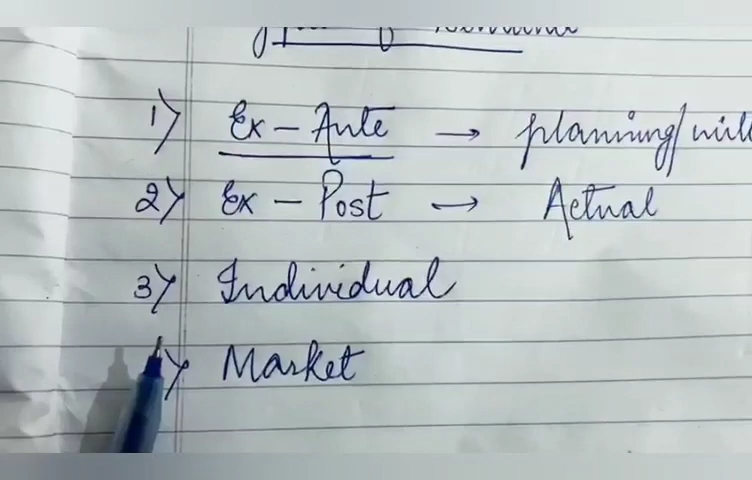 1) Ex - Ante → planning/
2) Ex - Post → Actual
3) Individual
) Market